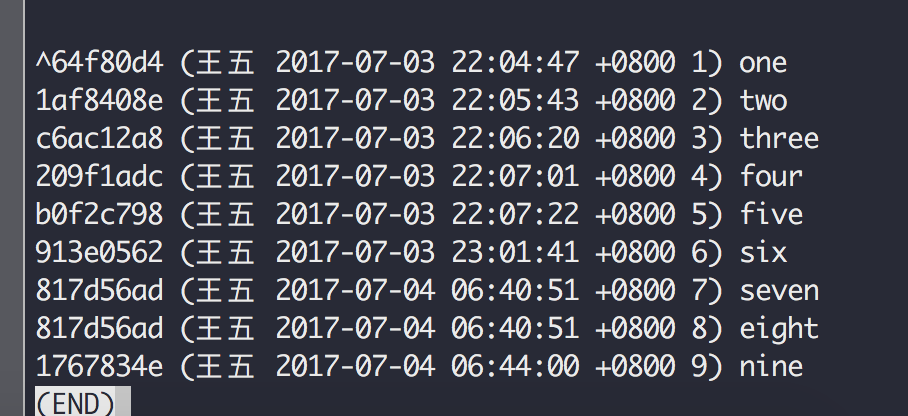 ^64f80d4 (王五 2017-07-03 22:04:47 +0800 1) one
1af8408e (王五 2017-07-03 22:05:43 +0800 2) two
c6ac12a8 (王五 2017-07-03 22:06:20 +0800 3) three
209f1adc (王五 2017-07-03 22:07:01 +0800 4) four
b0f2c798 (王五 2017-07-03 22:07:22 +0800 5) five
913e0562 (王五 2017-07-03 23:01:41 +0800 6) six
817d56ad (王五 2017-07-04 06:40:51 +0800 7) seven
817d56ad (王五 2017-07-04 06:40:51 +0800 8) eight
1767834e (王五 2017-07-04 06:44:00 +0800 9) nine
(END)